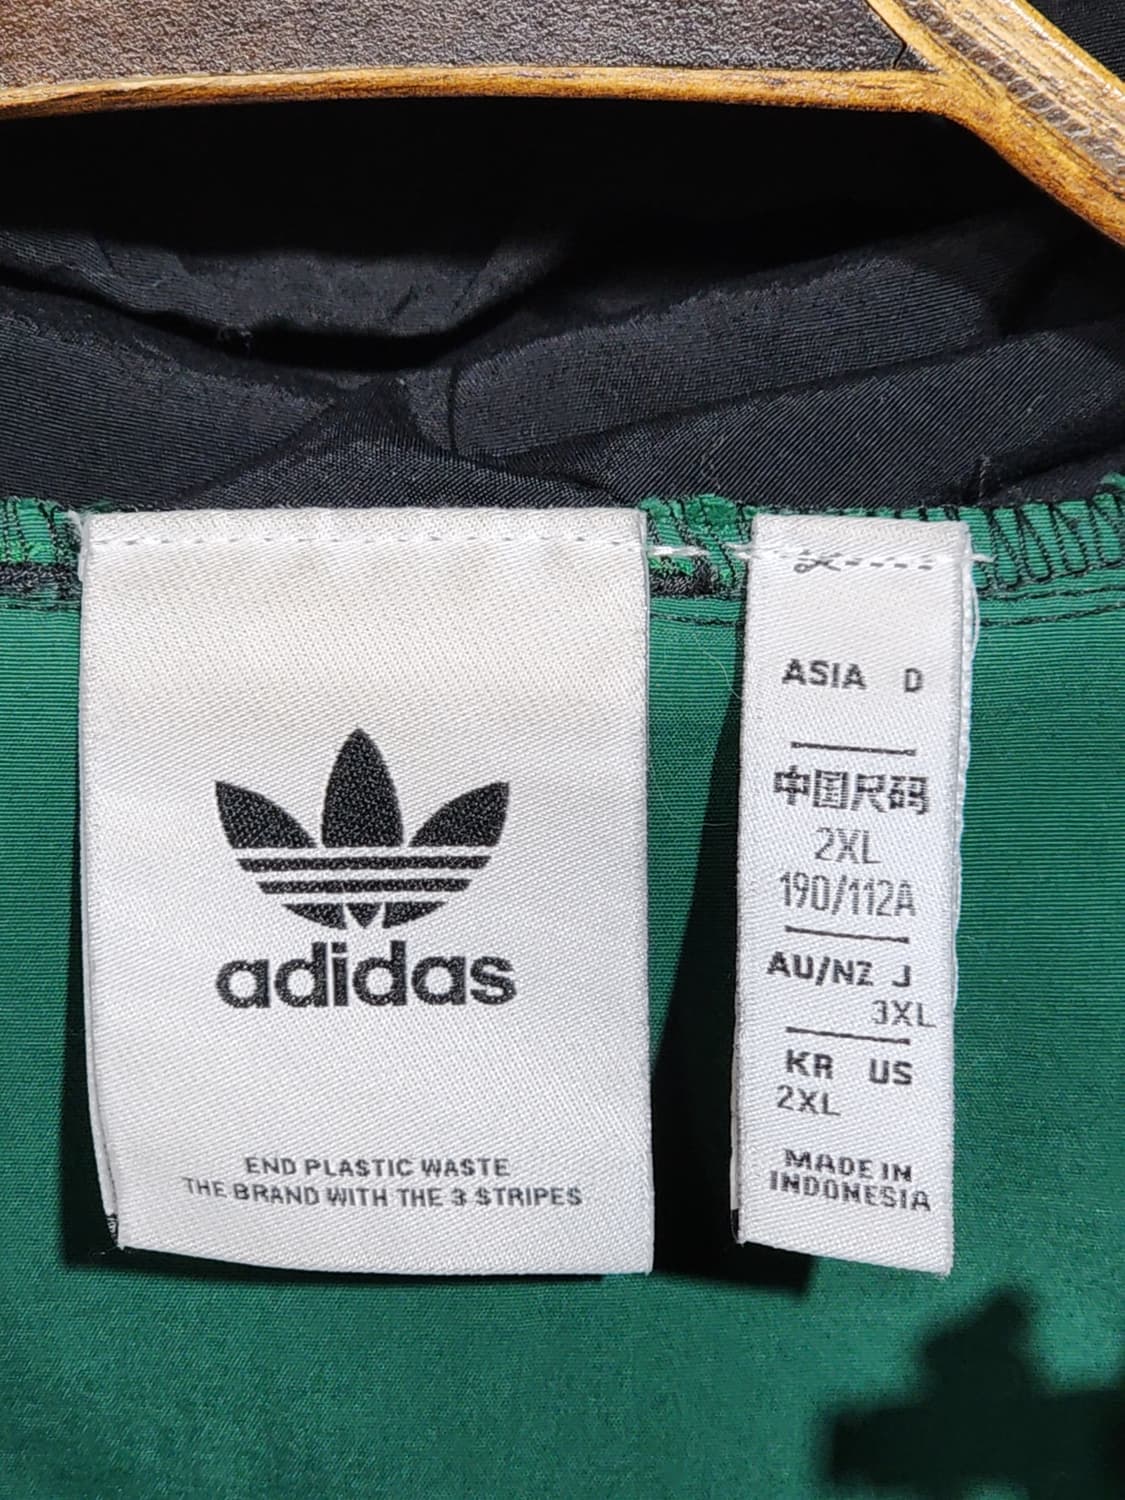 adidas
END PLASTIC WASTE
THE BRAND WITH THE 3 STRIPES
ASIA D
中国尺码
2XL
190/112A
AU/NZ J
3XL
KR US
2XL
MADE IN
INDONESIA